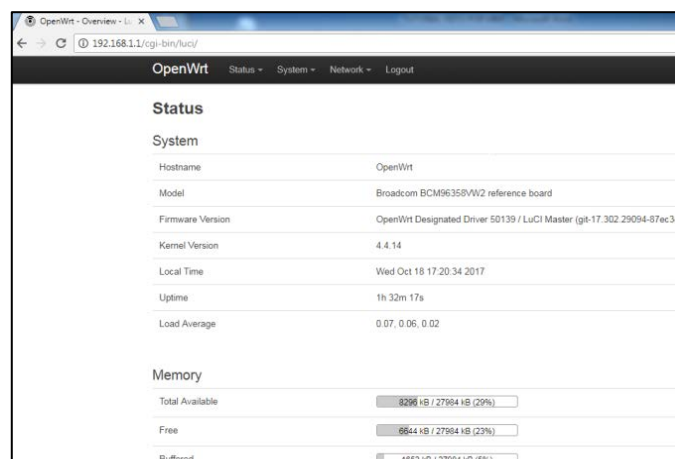 OpenWrt - Overview - Lu
192.168.1.1/cgi-bin/luci/
OpenWrt Status System Network Logout
Status
System
Hostname OpenWrt
Model Broadcom BCM96358VW2 reference board
Firmware Version OpenWrt Designated Driver 50139 / LuCI Master (git-17.302.29094-87ec3
Kernel Version 4.4.14
Local Time Wed Oct 18 17:20:34 2017
Uptime 1h 32m 17s
Load Average 0.07, 0.06, 0.02
Memory
Total Available 8296 kB / 27984 kB (29%)
Free 6644 kB / 27984 kB (23%)
Buffered